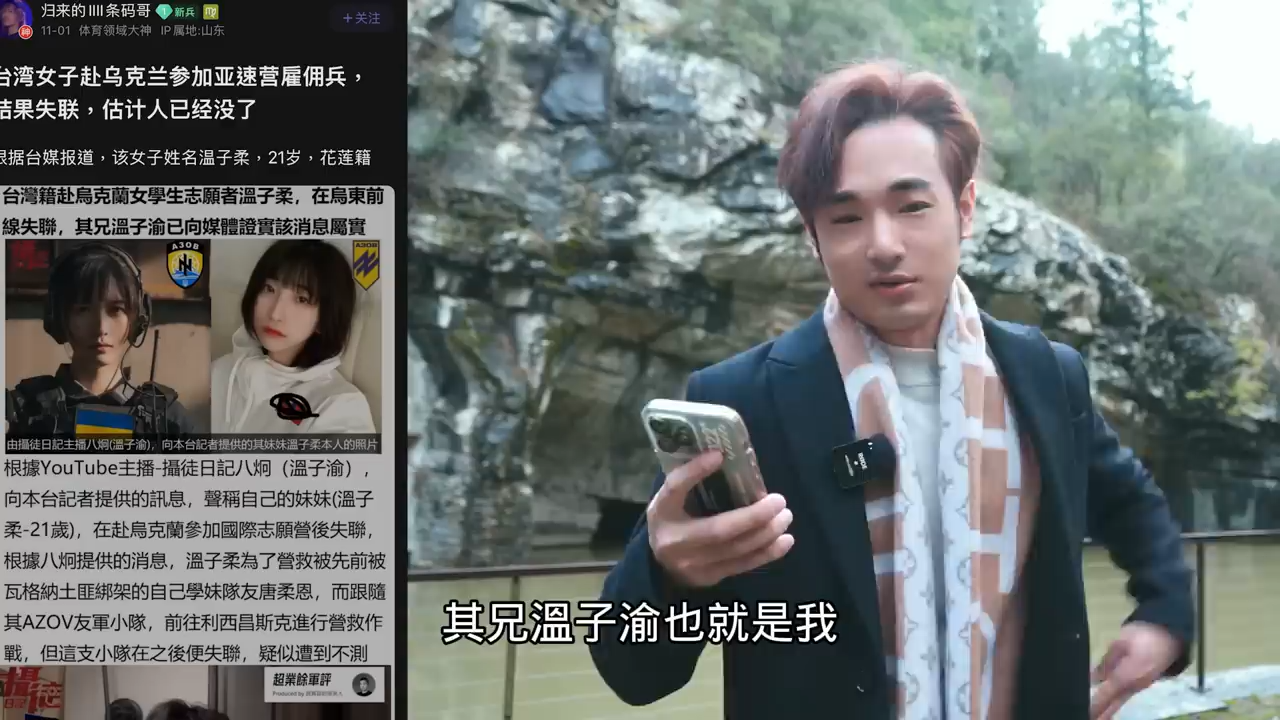 归来的IIII条码哥
1
新兵
+关注
神
11-01 体育领域大神 IP属地:山东
台湾女子赴乌克兰参加亚速营雇佣兵，
结果失联，估计人已经没了
根据台媒报道，该女子姓名温子柔，21岁，花莲籍
台灣籍赴烏克蘭女學生志願者溫子柔，在烏東前
線失聯，其兄溫子渝已向媒體證實該消息屬實
A3OB
A3OB
由攝徒日記主播八炯(溫子渝)，向本台記者提供的其妹妹溫子柔本人的照片
根據YouTube主播-攝徒日記八炯（溫子渝），
向本台記者提供的訊息，聲稱自己的妹妹(溫子
柔-21歲)，在赴烏克蘭參加國際志願營後失聯，
根據八炯提供的消息，溫子柔為了營救被先前被
瓦格納土匪綁架的自己學妹隊友唐柔恩，而跟隨
其AZOV友軍小隊，前往利西昌斯克進行營救作
戰，但這支小隊在之後便失聯，疑似遭到不測
攝徒
日記
超業餘軍評
RODE
其兄溫子渝也就是我